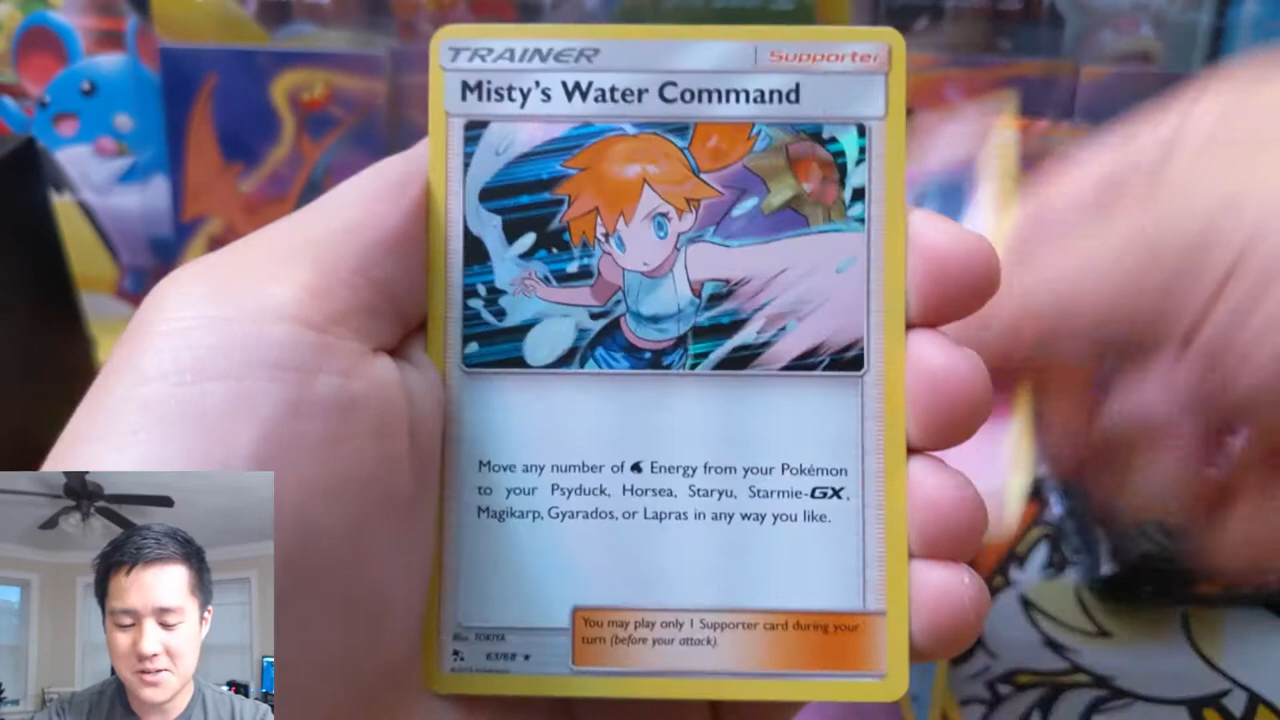 TRAINER Supporter
Misty's Water Command
Move any number of Energy from your Pokémon
to your Psyduck, Horsea, Staryu, Starmie-GX,
Magikarp, Gyarados, or Lapras in any way you like.
You may play only 1 Supporter card during your
turn (before your attack).
Illus. TOKIYA
63/68